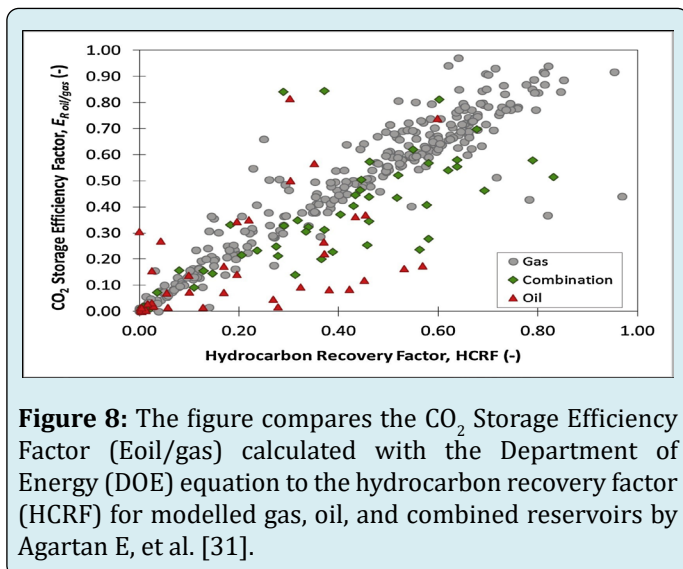 1.00
0.90
0.80
0.70
0.60
0.50
0.40
0.30
0.20
0.10
0.00
CO₂ Storage Efficiency Factor, E_R oil/gas (-)
Gas
Combination
Oil
0.00 0.20 0.40 0.60 0.80 1.00
Hydrocarbon Recovery Factor, HCRF (-)
Figure 8: The figure compares the CO₂ Storage Efficiency
Factor (Eoil/gas) calculated with the Department of
Energy (DOE) equation to the hydrocarbon recovery factor
(HCRF) for modelled gas, oil, and combined reservoirs by
Agartan E, et al. [31].